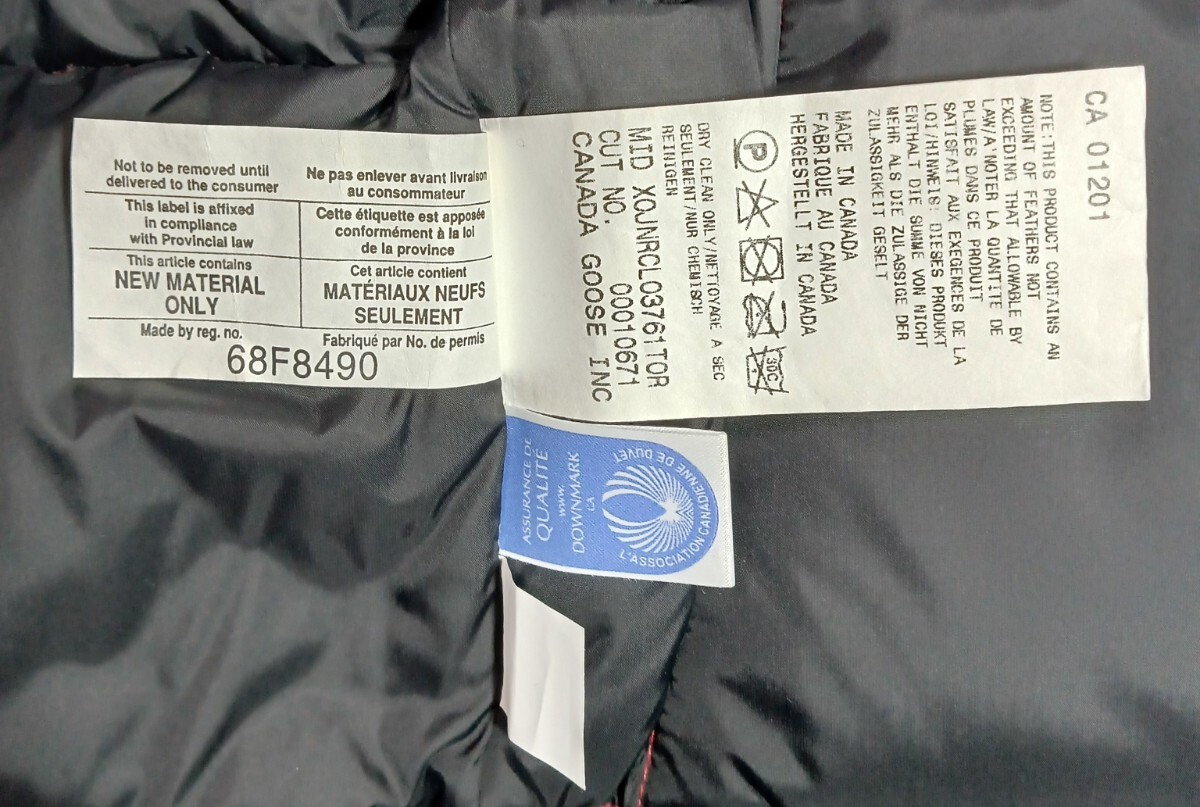 Not to be removed until
delivered to the consumer
Ne pas enlever avant livraison
au consommateur
This label is affixed
in compliance
with Provincial law
Cette étiquette est apposée
conformément à la loi
de la province
This article contains
NEW MATERIAL
ONLY
Cet article contient
MATÉRIAUX NEUFS
SEULEMENT
Made by reg. no.
Fabriqué par No. de permis
68F8490
CA 01201
NOTE:THIS PRODUCT CONTAINS AN
AMOUNT OF FEATHERS NOT
EXCEEDING THAT ALLOWABLE BY
LAW/A NOTER LA QUANTITE DE
PLUMES DANS CE PRODUIT
SATISFAIT AUX EXEGENCES DE LA
LOI/HINWEIS: DIESES PRODUKT
ENTHALT DIE SUMME VON NICHT
MEHR ALS DIE ZULASSIGE DER
ZULASSIGKEIT GESELT
MADE IN CANADA
FABRIQUE AU CANADA
HERGESTELLT IN CANADA
P
30C
DRY CLEAN ONLY/NETTOYAGE A SEC
SEULEMENT/NUR CHEMISCH
REINIGEN
MID XOJNRCL03761TOR
CUT NO. 00010671
CANADA GOOSE INC
ASSURANCE DE
QUALITÉ
www.
DOWNMARK
.CA
L'ASSOCIATION CANADIENNE DE DUVET